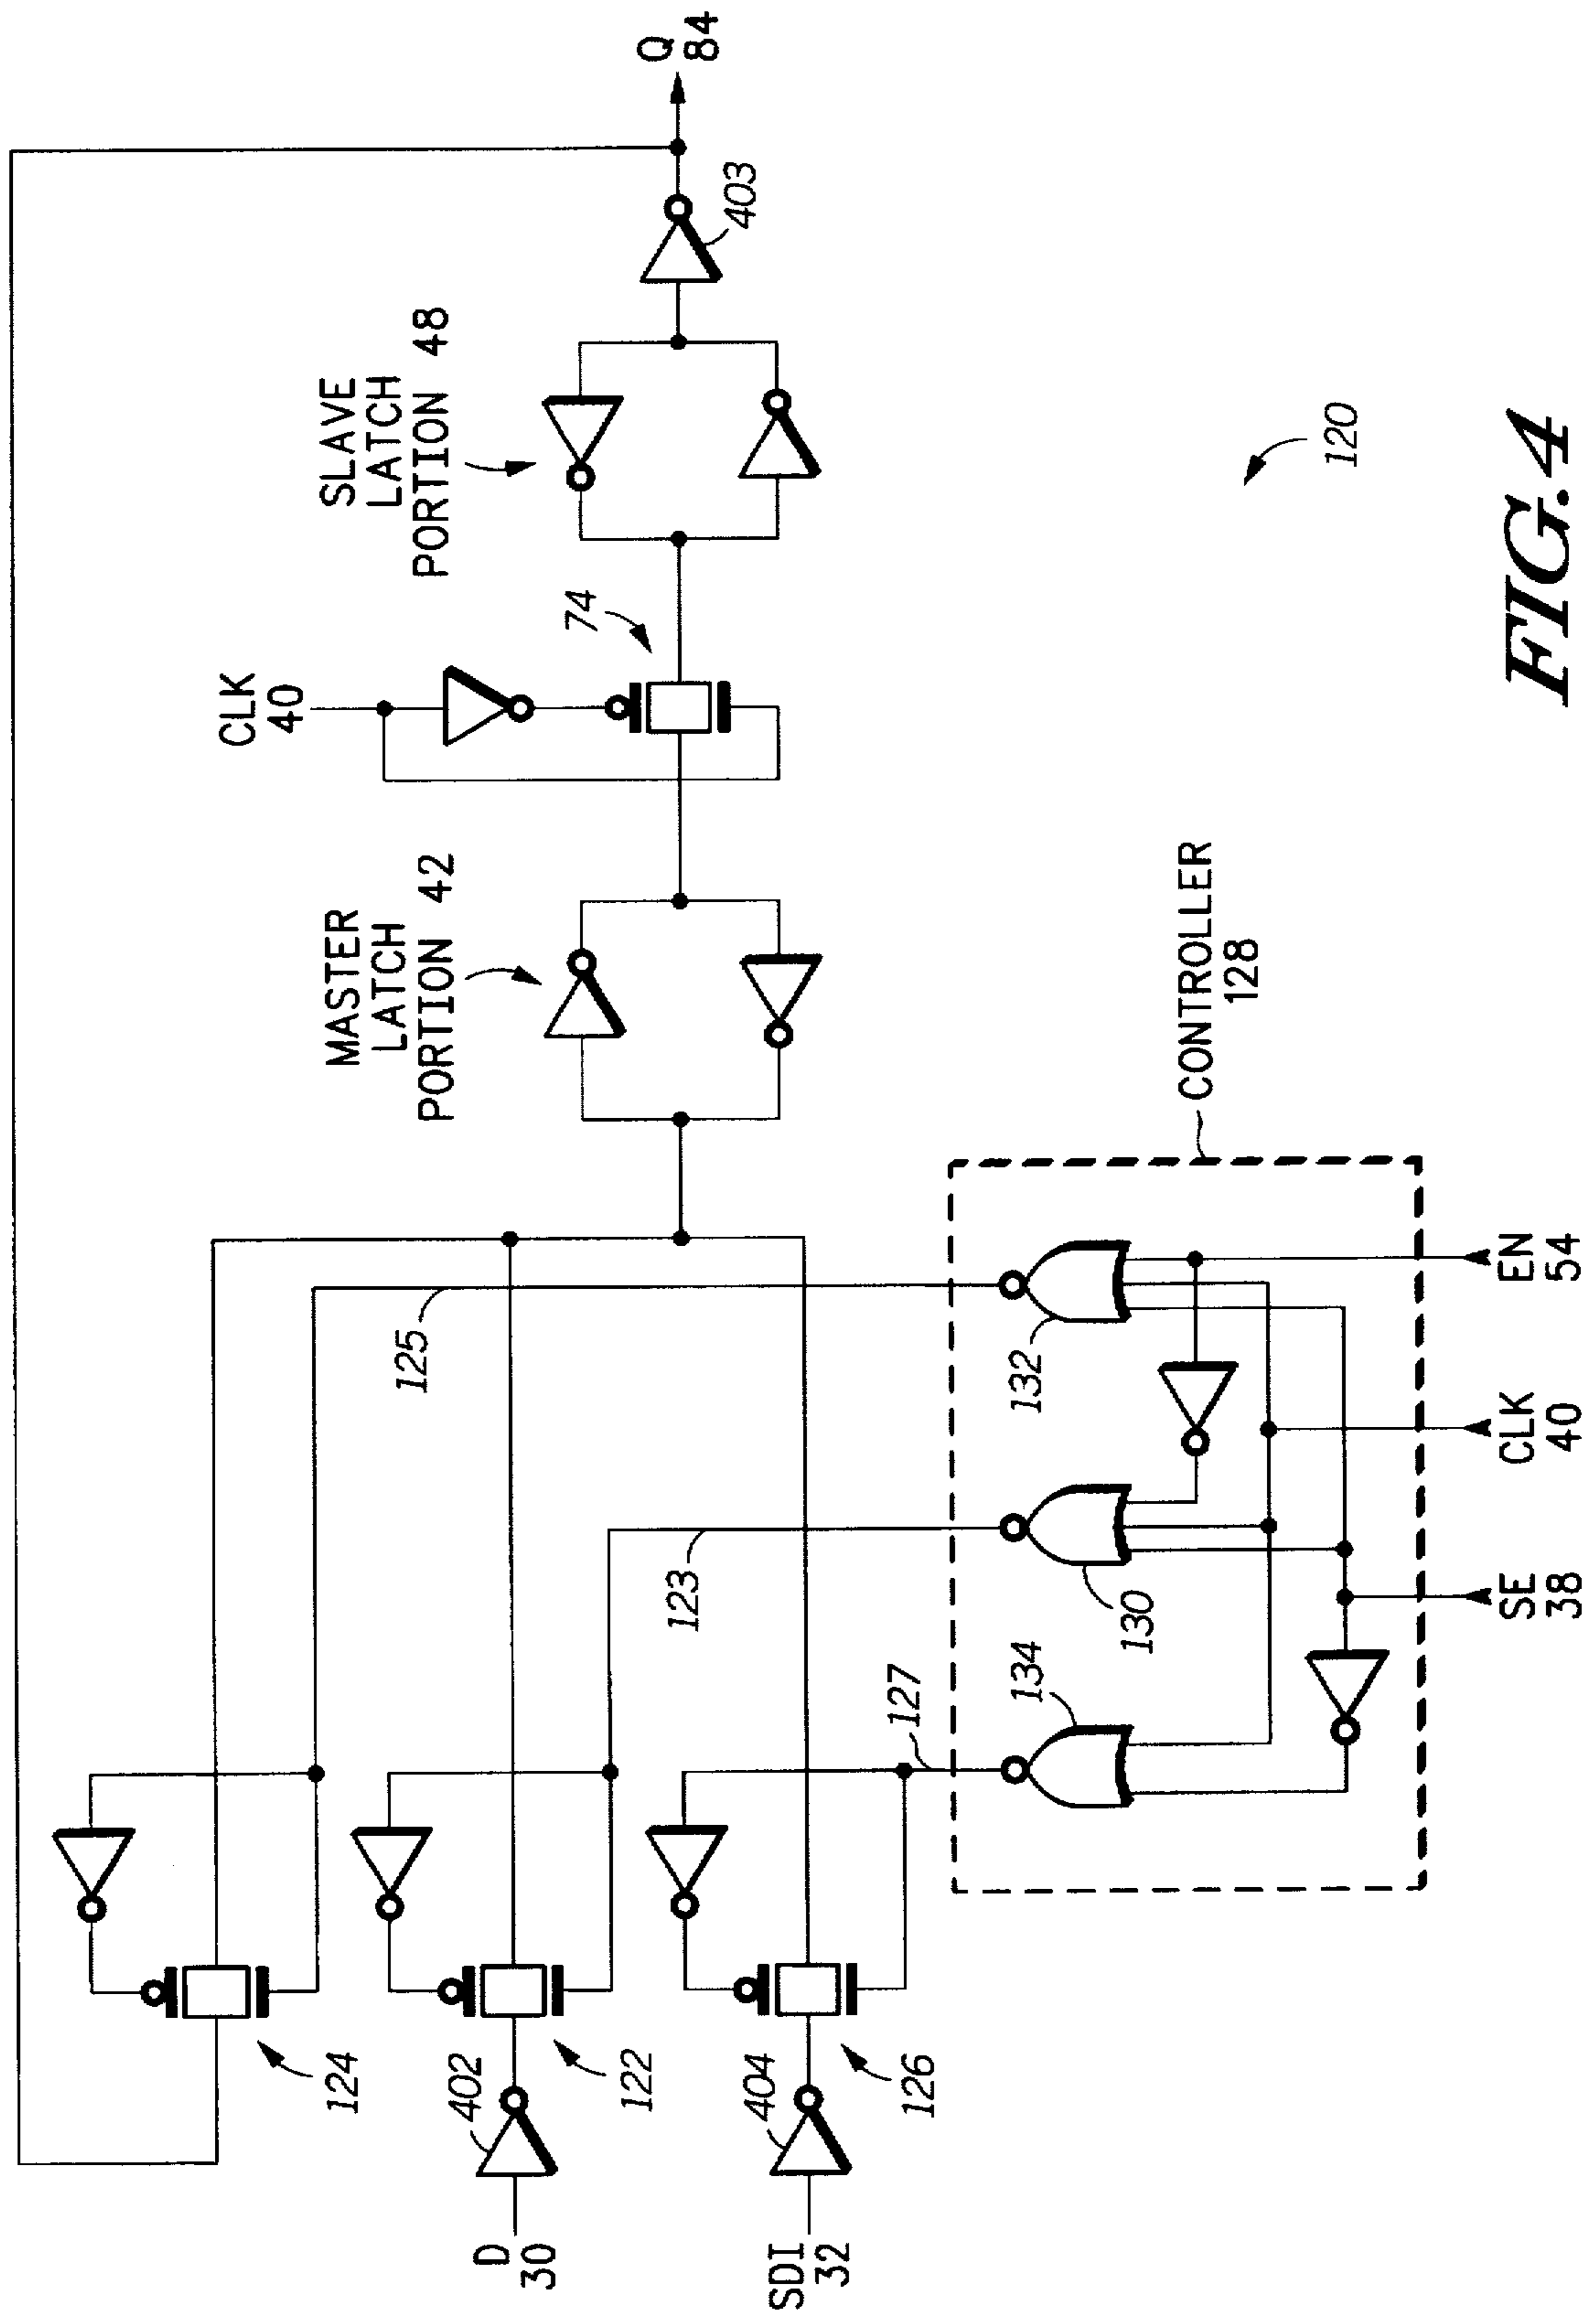 Q
84
403
SLAVE
LATCH
PORTION 48
74
CLK
40
MASTER
LATCH
PORTION 42
120
CONTROLLER
128
125
132
123
130
127
134
EN
54
CLK
40
SE
38
124
402
122
404
126
D
30
SDI
32
FIG.4